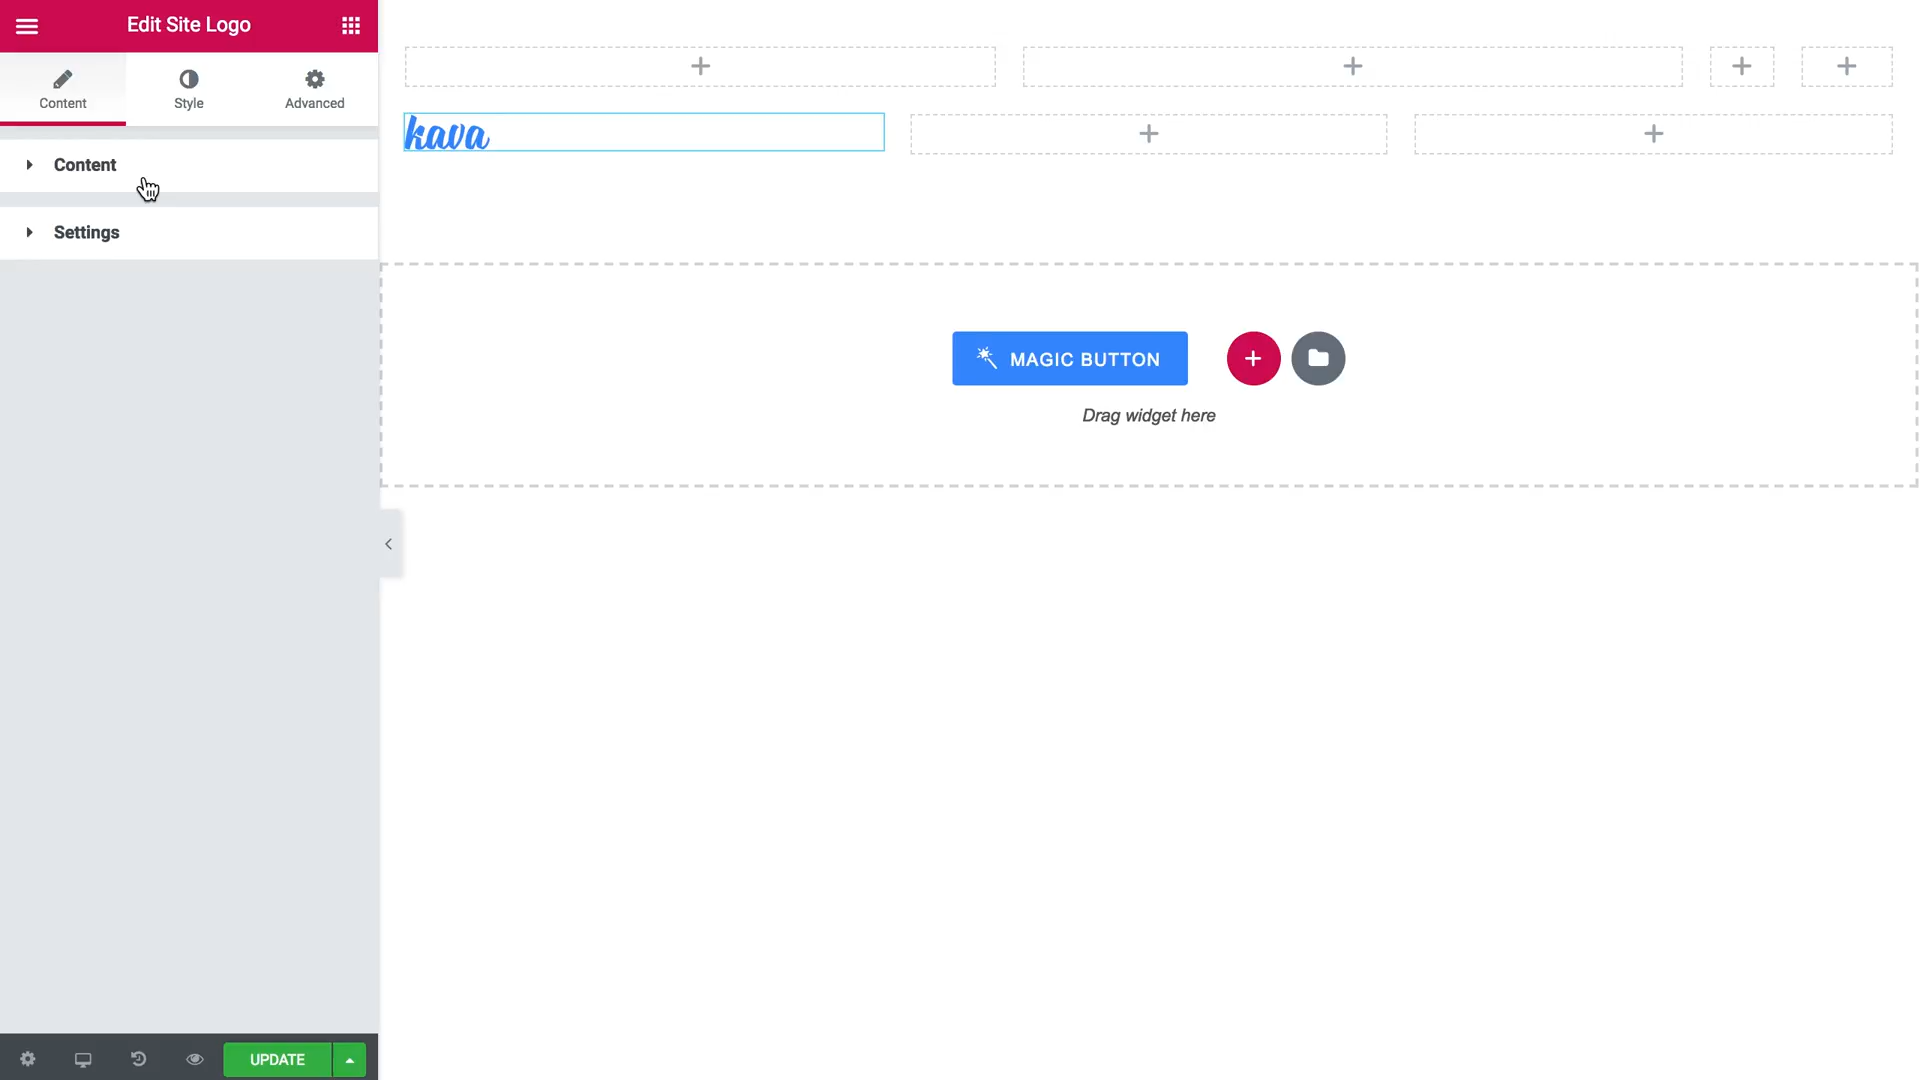 Edit Site Logo
Content
Style
Advanced
Content
Settings
kava
MAGIC BUTTON
Drag widget here
UPDATE